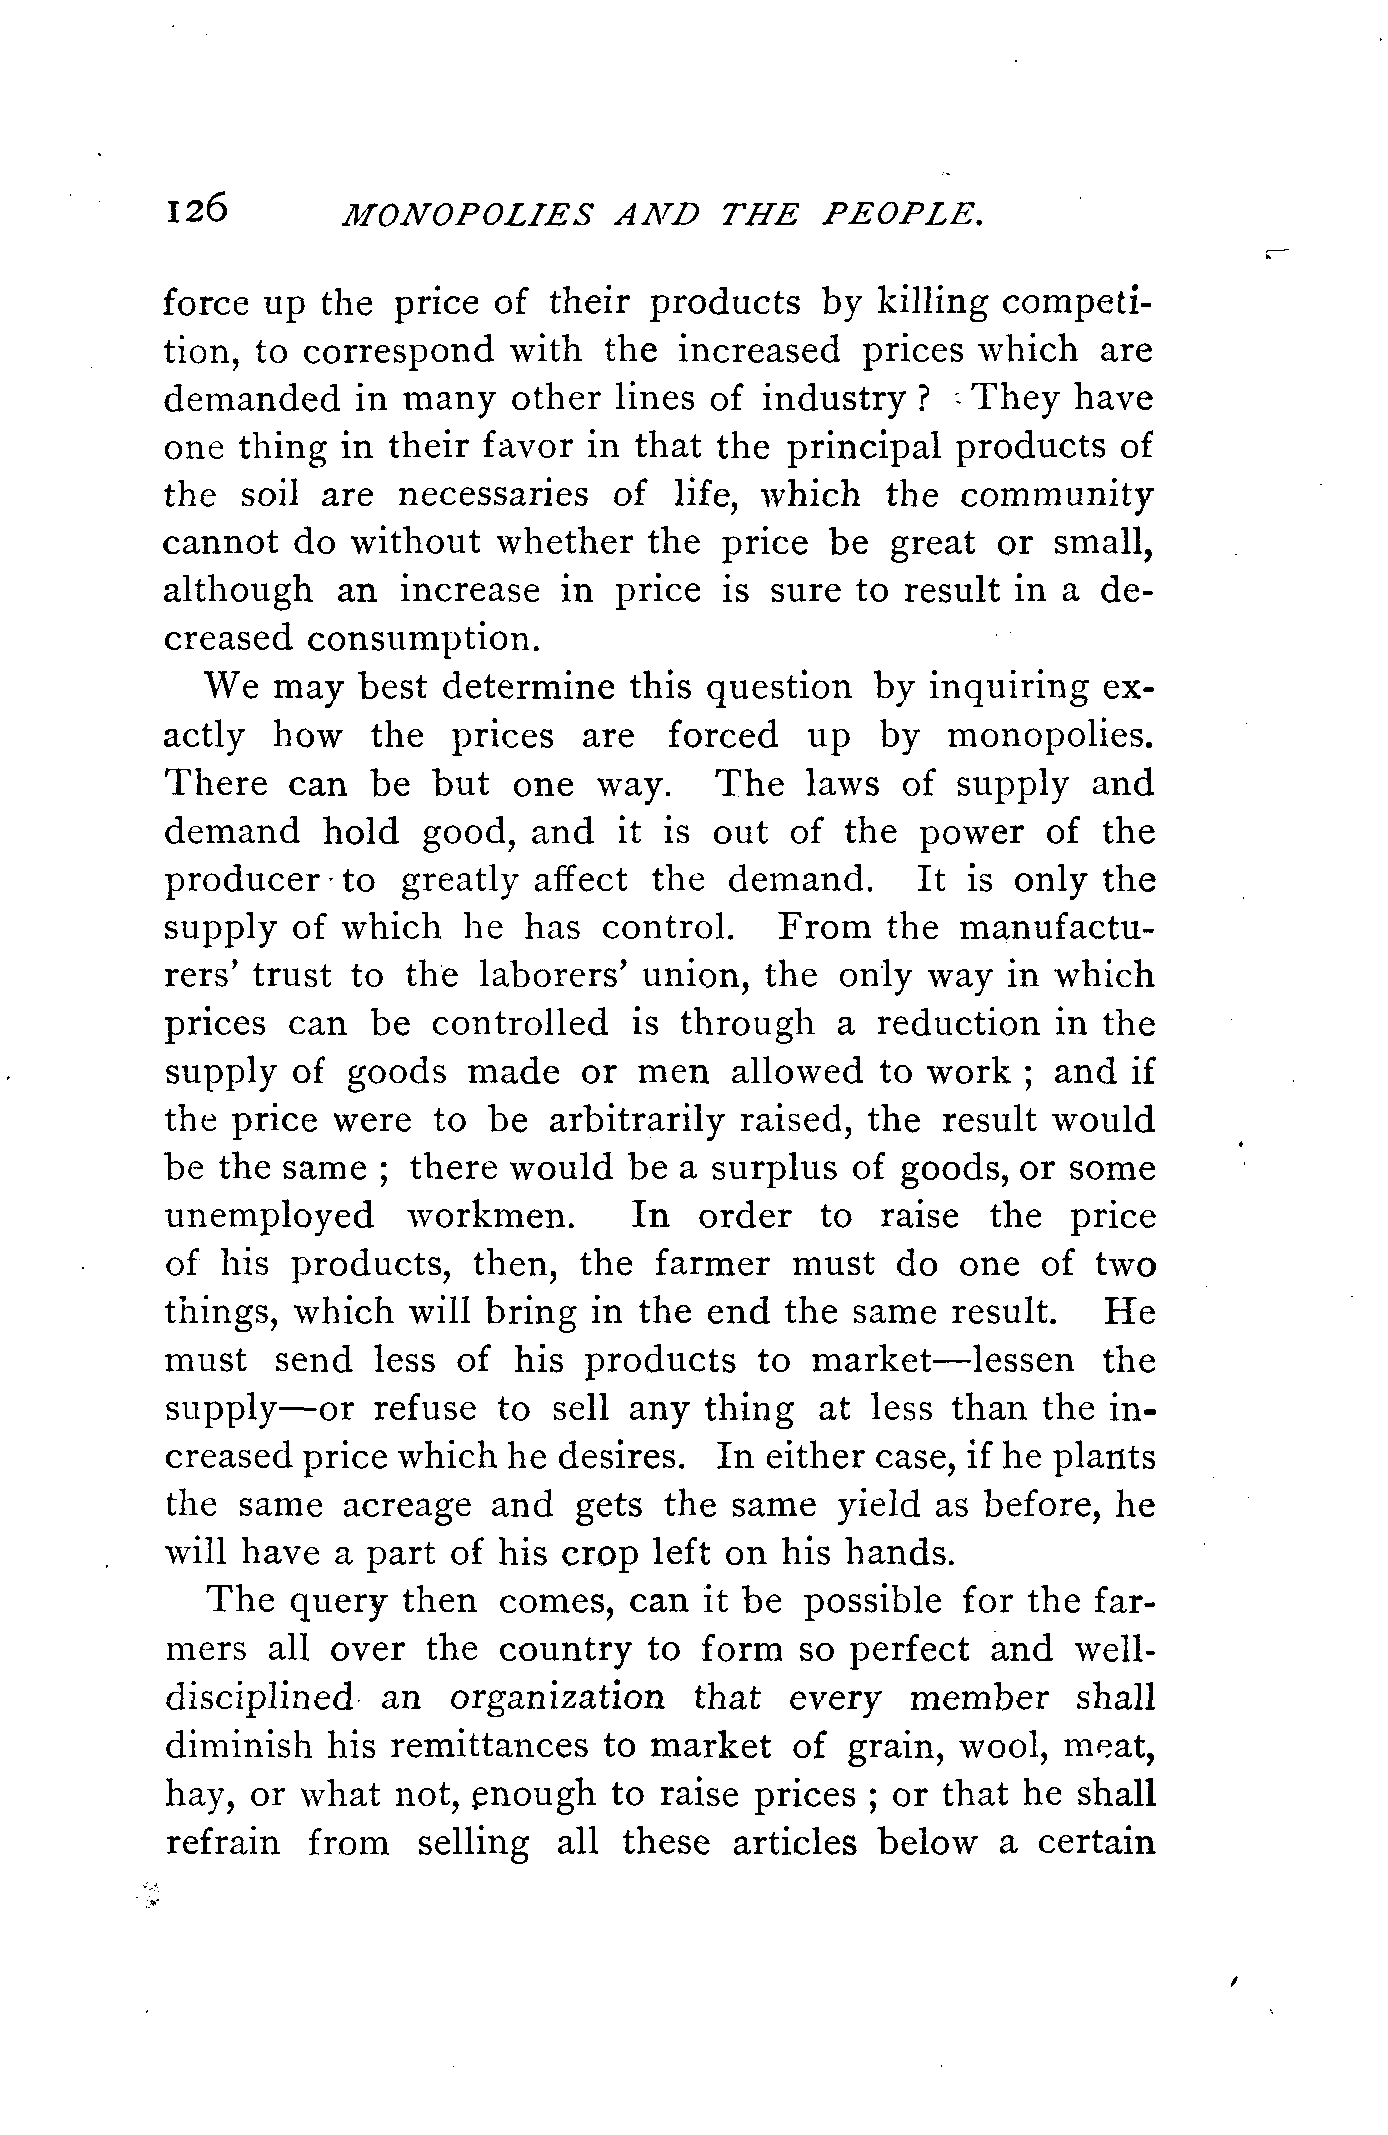 126 MONOPOLIES AND THE PEOPLE.
force up the price of their products by killing competi-
tion, to correspond with the increased prices which are
demanded in many other lines of industry ? They have
one thing in their favor in that the principal products of
the soil are necessaries of life, which the community
cannot do without whether the price be great or small,
although an increase in price is sure to result in a de-
creased consumption.
We may best determine this question by inquiring ex-
actly how the prices are forced up by monopolies.
There can be but one way. The laws of supply and
demand hold good, and it is out of the power of the
producer to greatly affect the demand. It is only the
supply of which he has control. From the manufactu-
rers' trust to the laborers' union, the only way in which
prices can be controlled is through a reduction in the
supply of goods made or men allowed to work ; and if
the price were to be arbitrarily raised, the result would
be the same ; there would be a surplus of goods, or some
unemployed workmen. In order to raise the price
of his products, then, the farmer must do one of two
things, which will bring in the end the same result. He
must send less of his products to market—lessen the
supply—or refuse to sell any thing at less than the in-
creased price which he desires. In either case, if he plants
the same acreage and gets the same yield as before, he
will have a part of his crop left on his hands.
The query then comes, can it be possible for the far-
mers all over the country to form so perfect and well-
disciplined an organization that every member shall
diminish his remittances to market of grain, wool, meat,
hay, or what not, enough to raise prices ; or that he shall
refrain from selling all these articles below a certain